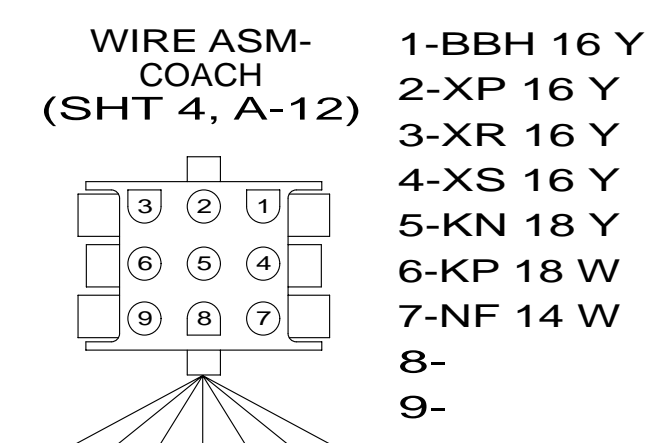 WIRE ASM-
COACH
(SHT 4, A-12)
1-BBH 16 Y
2-XP 16 Y
3-XR 16 Y
4-XS 16 Y
5-KN 18 Y
6-KP 18 W
7-NF 14 W
8-
9-
3 2 1
6 5 4
9 8 7